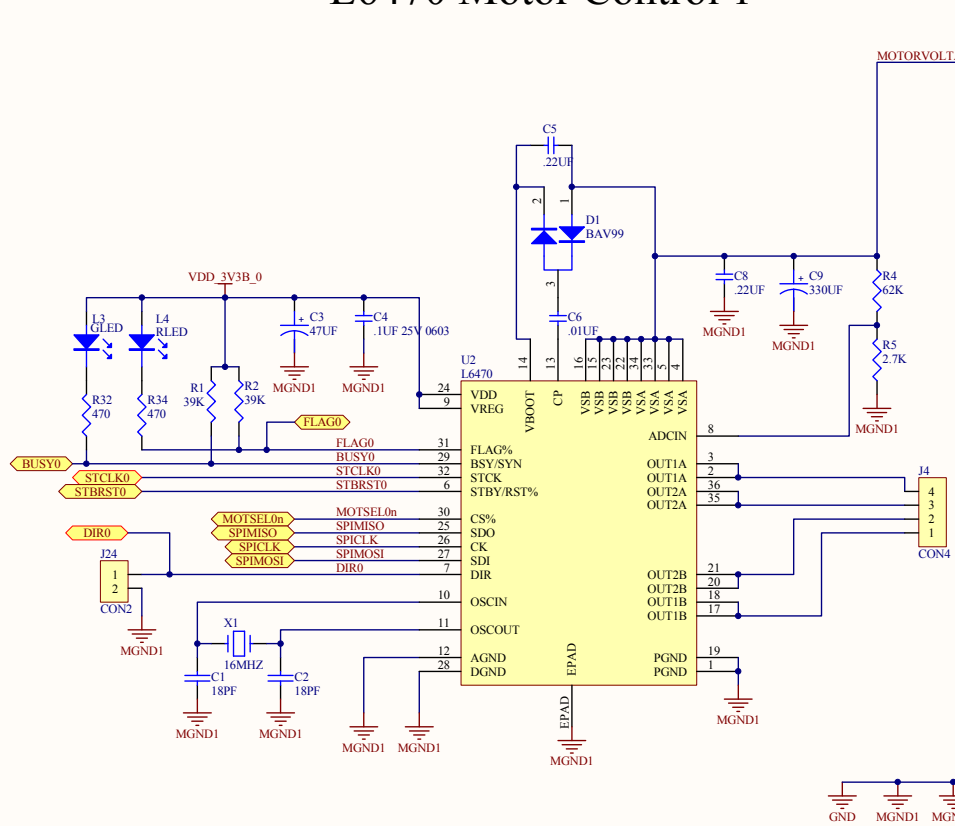 L6470 Motor Control 1
MOTORVOLT
C5
.22UF
2
1
D1
BAV99
3
C6
.01UF
C8
.22UF
MGND1
+
C9
330UF
MGND1
R4
62K
R5
2.7K
MGND1
VDD_3V3B_0
L3
GLED
L4
RLED
+
C3
47UF
MGND1
C4
.1UF 25V 0603
MGND1
R32
470
R34
470
R1
39K
R2
39K
U2
L6470
14
13
16
15
23
22
34
33
5
4
VBOOT
CP
VSB
VSB
VSB
VSB
VSA
VSA
VSA
VSA
24
VDD
9
VREG
ADCIN
8
FLAG0
FLAG0
31
FLAG%
BUSY0
BUSY0
29
BSY/SYN
OUT1A
3
STCLK0
STCLK0
32
STCK
OUT1A
2
STBRST0
STBRST0
6
STBY/RST%
OUT2A
36
OUT2A
35
J4
4
3
2
1
CON4
MOTSEL0n
MOTSEL0n
30
CS%
SPIMISO
SPIMISO
25
SDO
SPICLK
SPICLK
26
CK
SPIMOSI
SPIMOSI
27
SDI
DIR0
DIR0
7
DIR
J24
1
2
CON2
MGND1
OUT2B
21
OUT2B
20
OUT1B
18
OUT1B
17
10
OSCIN
11
OSCOUT
X1
16MHZ
C1
18PF
MGND1
C2
18PF
MGND1
12
AGND
28
DGND
MGND1
MGND1
PGND
19
PGND
1
MGND1
EPAD
EPAD
MGND1
GND
MGND1